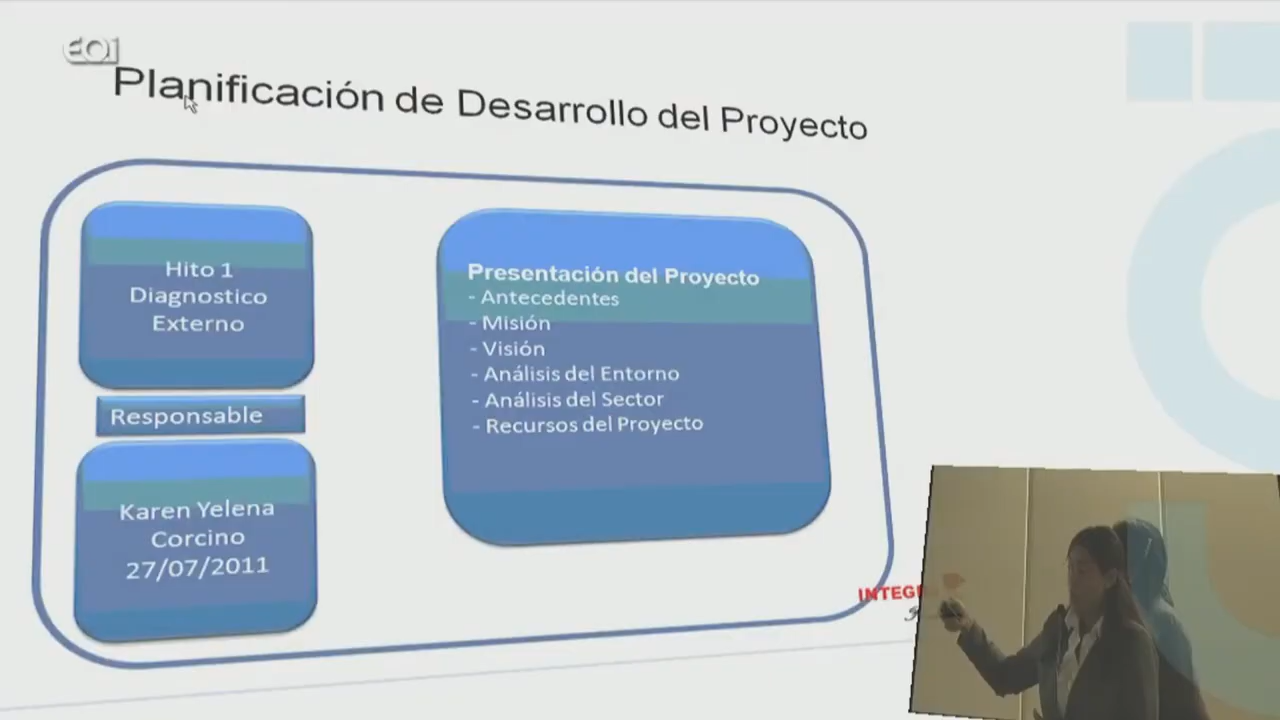 EOI
Planificación de Desarrollo del Proyecto
Hito 1
Diagnostico
Externo
Responsable
Karen Yelena
Corcino
27/07/2011
Presentación del Proyecto
- Antecedentes
- Misión
- Visión
- Análisis del Entorno
- Análisis del Sector
- Recursos del Proyecto